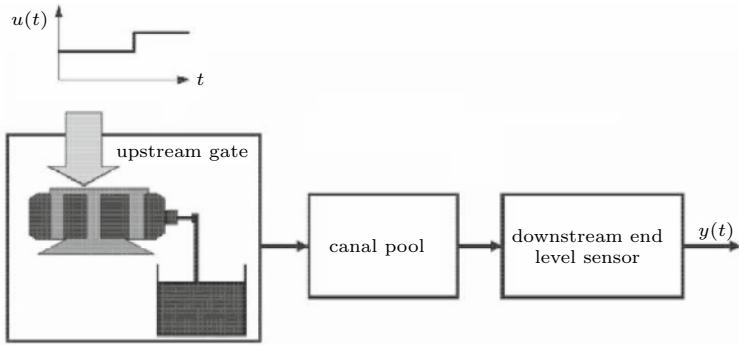 u(t)
t
upstream gate
canal pool
downstream end
level sensor
y(t)